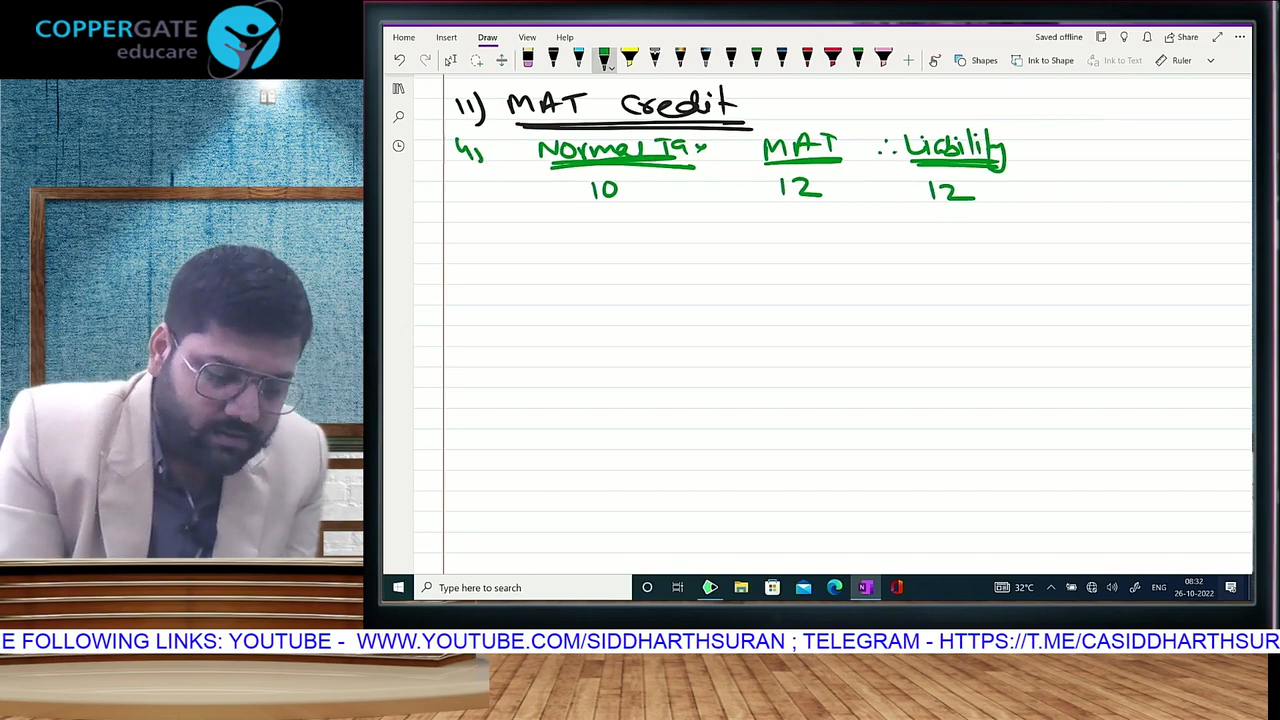 COPPERGATE
educare
Home Insert Draw View Help
Saved offline
Share
Shapes
Ink to Shape
Ink to Text
Ruler
11) MAT Credit
Normal Tax MAT ∴ Liability
10 12 12
Type here to search
32°C
ENG
08:32
26-10-2022
E FOLLOWING LINKS: YOUTUBE - WWW.YOUTUBE.COM/SIDDHARTHSURAN ; TELEGRAM - HTTPS://T.ME/CASIDDHARTHSUR